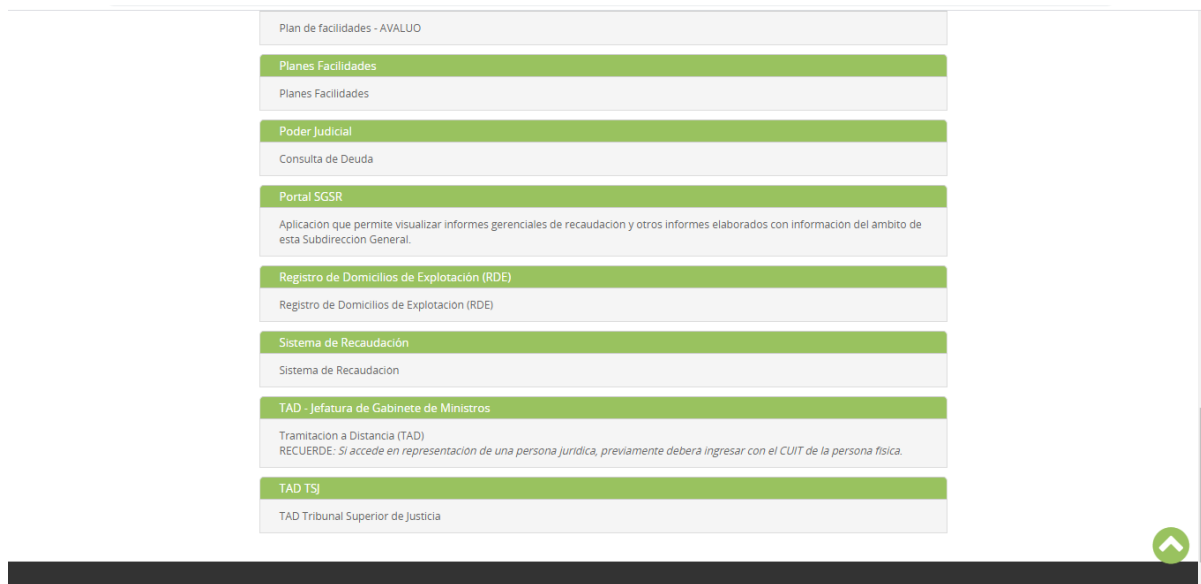 Plan de facilidades - AVALUO
Planes Facilidades
Planes Facilidades
Poder Judicial
Consulta de Deuda
Portal SGSR
Aplicación que permite visualizar informes gerenciales de recaudación y otros informes elaborados con información del ámbito de
esta Subdirección General.
Registro de Domicilios de Explotación (RDE)
Registro de Domicilios de Explotación (RDE)
Sistema de Recaudación
Sistema de Recaudación
TAD - Jefatura de Gabinete de Ministros
Tramitación a Distancia (TAD)
RECUERDE: Si accede en representación de una persona jurídica, previamente deberá ingresar con el CUIT de la persona física.
TAD TSJ
TAD Tribunal Superior de Justicia